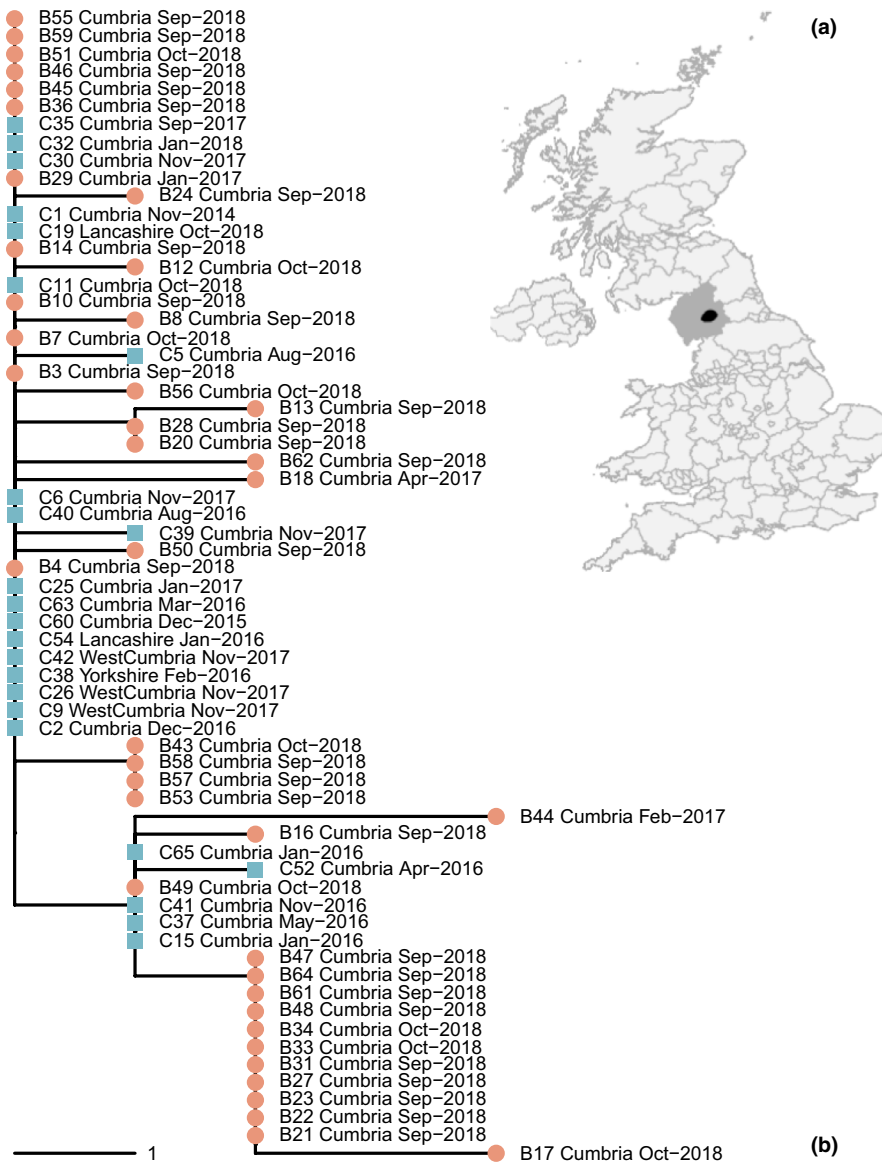 B55 Cumbria Sep−2018
(a)
B59 Cumbria Sep−2018
B51 Cumbria Oct−2018
B46 Cumbria Sep−2018
B45 Cumbria Sep−2018
B36 Cumbria Sep−2018
C35 Cumbria Sep−2017
C32 Cumbria Jan−2018
C30 Cumbria Nov−2017
B29 Cumbria Jan−2017
B24 Cumbria Sep−2018
C1 Cumbria Nov−2014
C19 Lancashire Oct−2018
B14 Cumbria Sep−2018
B12 Cumbria Oct−2018
C11 Cumbria Oct−2018
B10 Cumbria Sep−2018
B8 Cumbria Sep−2018
B7 Cumbria Oct−2018
C5 Cumbria Aug−2016
B3 Cumbria Sep−2018
B56 Cumbria Oct−2018
B13 Cumbria Sep−2018
B28 Cumbria Sep−2018
B20 Cumbria Sep−2018
B62 Cumbria Sep−2018
B18 Cumbria Apr−2017
C6 Cumbria Nov−2017
C40 Cumbria Aug−2016
C39 Cumbria Nov−2017
B50 Cumbria Sep−2018
B4 Cumbria Sep−2018
C25 Cumbria Jan−2017
C63 Cumbria Mar−2016
C60 Cumbria Dec−2015
C54 Lancashire Jan−2016
C42 WestCumbria Nov−2017
C38 Yorkshire Feb−2016
C26 WestCumbria Nov−2017
C9 WestCumbria Nov−2017
C2 Cumbria Dec−2016
B43 Cumbria Oct−2018
B58 Cumbria Sep−2018
B57 Cumbria Sep−2018
B53 Cumbria Sep−2018
B44 Cumbria Feb−2017
B16 Cumbria Sep−2018
C65 Cumbria Jan−2016
C52 Cumbria Apr−2016
B49 Cumbria Oct−2018
C41 Cumbria Nov−2016
C37 Cumbria May−2016
C15 Cumbria Jan−2016
B47 Cumbria Sep−2018
B64 Cumbria Sep−2018
B61 Cumbria Sep−2018
B48 Cumbria Sep−2018
B34 Cumbria Oct−2018
B33 Cumbria Oct−2018
B31 Cumbria Sep−2018
B27 Cumbria Sep−2018
B23 Cumbria Sep−2018
B22 Cumbria Sep−2018
B21 Cumbria Sep−2018
B17 Cumbria Oct−2018
1
(b)